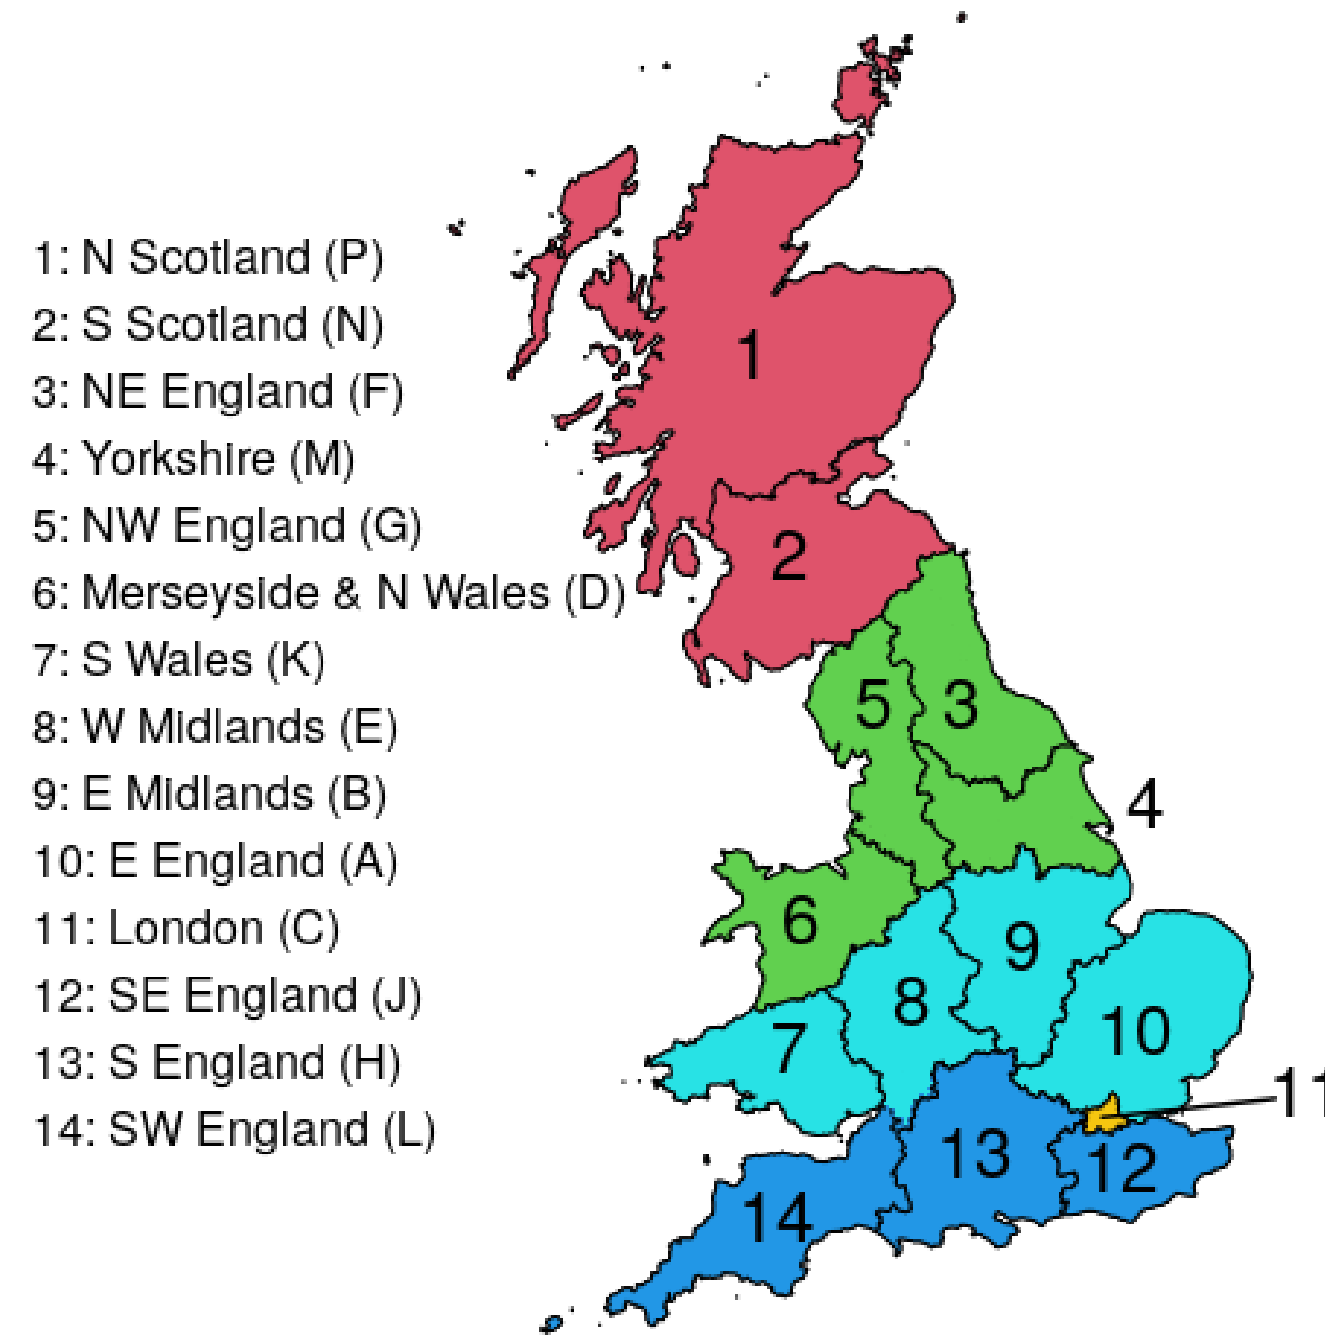 1: N Scotland (P)
2: S Scotland (N)
3: NE England (F)
4: Yorkshire (M)
5: NW England (G)
6: Merseyside & N Wales (D)
7: S Wales (K)
8: W Midlands (E)
9: E Midlands (B)
10: E England (A)
11: London (C)
12: SE England (J)
13: S England (H)
14: SW England (L)
1
2
5
3
4
6
9
8
10
7
11
13
12
14